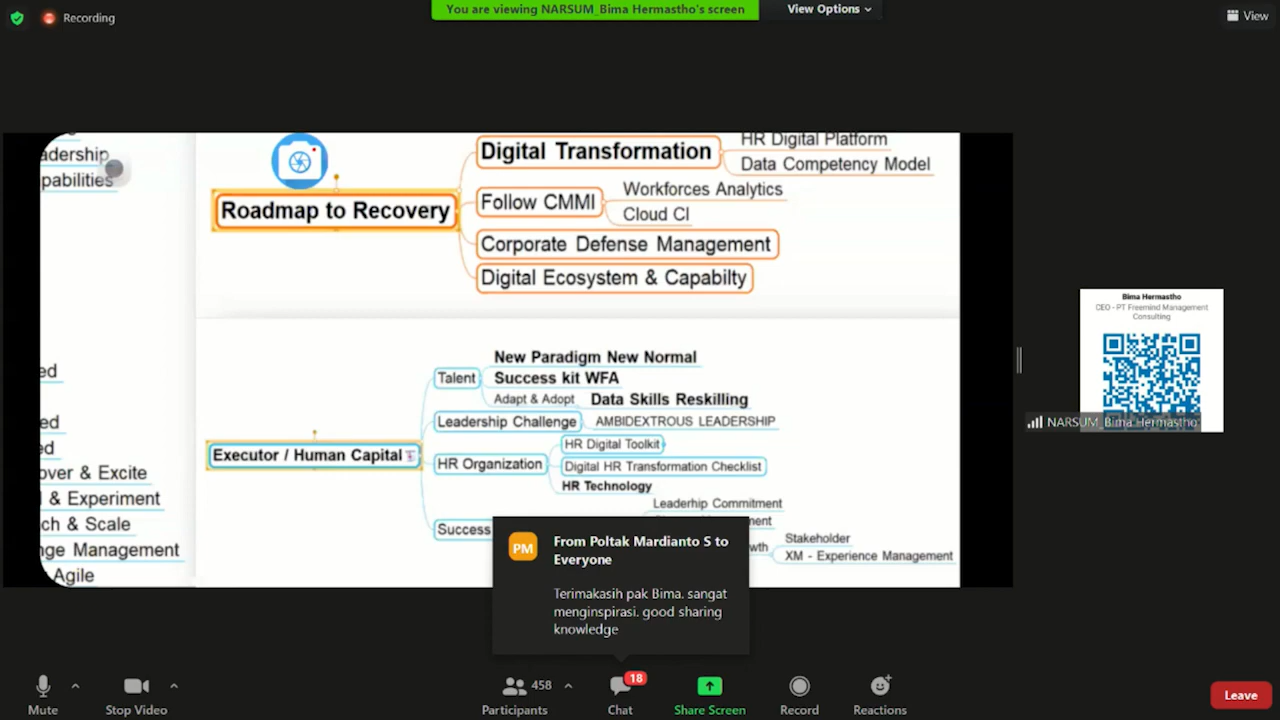 Recording
You are viewing NARSUM_Bima Hermastho's screen
View Options
View
adership
pabilities
ed
ed
d
over & Excite
& Experiment
ch & Scale
nge Management
Agile
Roadmap to Recovery
Digital Transformation
HR Digital Platform
Data Competency Model
Follow CMMI
Workforces Analytics
Cloud CI
Corporate Defense Management
Digital Ecosystem & Capabilty
Executor / Human Capital
Talent
New Paradigm New Normal
Success kit WFA
Adapt & Adopt
Data Skills Reskilling
Leadership Challenge
AMBIDEXTROUS LEADERSHIP
HR Organization
HR Digital Toolkit
Digital HR Transformation Checklist
HR Technology
Success
Leaderhip Commitment
ment
wth
Stakeholder
XM - Experience Management
Bima Hermastho
CEO - PT Freemind Management
Consulting
NARSUM_Bima Hermastho
PM
From Poltak Mardianto S to
Everyone
Terimakasih pak Bima. sangat
menginspirasi. good sharing
knowledge
Mute
Stop Video
458
Participants
18
Chat
Share Screen
Record
Reactions
Leave